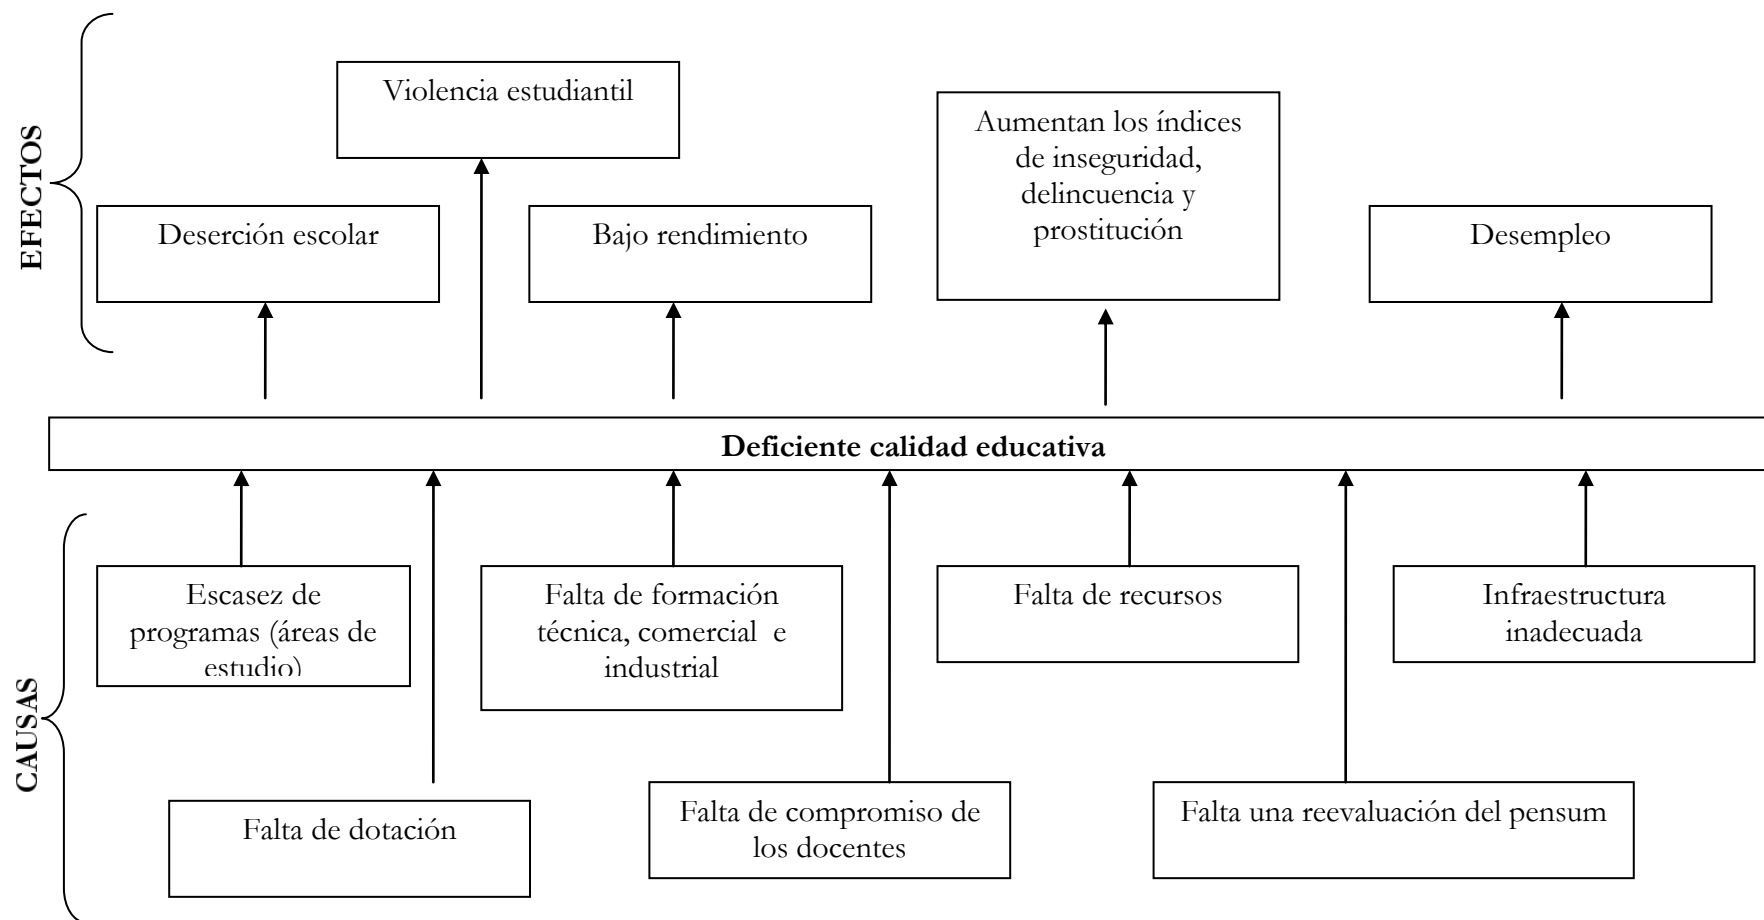 EFECTOS
Violencia estudiantil
Aumentan los índices
de inseguridad,
delincuencia y
prostitución
Deserción escolar
Bajo rendimiento
Desempleo
Deficiente calidad educativa
CAUSAS
Escasez de
programas (áreas de
estudio)
Falta de formación
técnica, comercial e
industrial
Falta de recursos
Infraestructura
inadecuada
Falta de dotación
Falta de compromiso de
los docentes
Falta una reevaluación del pensum